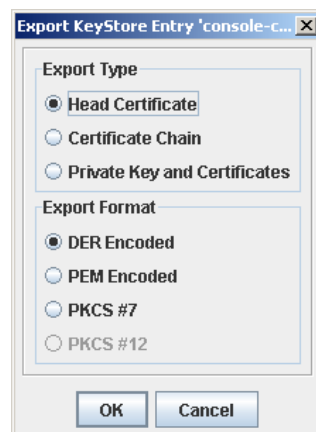 Export KeyStore Entry 'console-c...
Export Type
Head Certificate
Certificate Chain
Private Key and Certificates
Export Format
DER Encoded
PEM Encoded
PKCS #7
PKCS #12
OK
Cancel